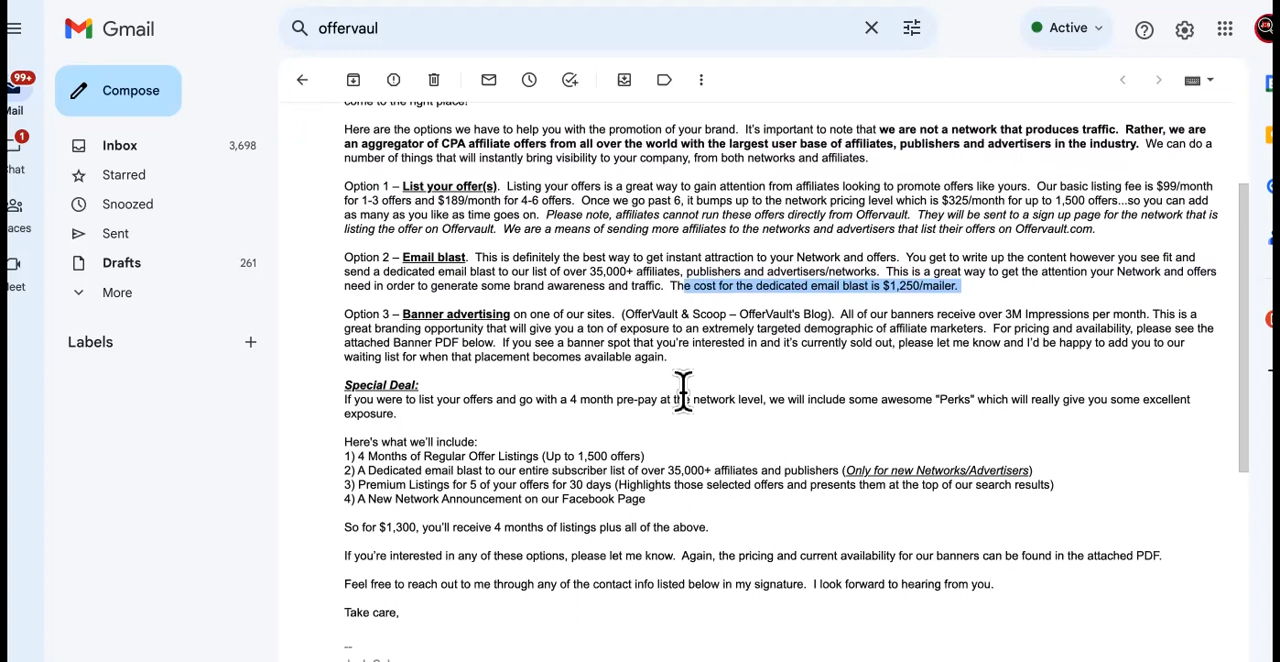 Gmail
offervaul
Active
99+
Compose
Mail
come to the right place!
Here are the options we have to help you with the promotion of your brand. It's important to note that we are not a network that produces traffic. Rather, we are
an aggregator of CPA affiliate offers from all over the world with the largest user base of affiliates, publishers and advertisers in the industry. We can do a
number of things that will instantly bring visibility to your company, from both networks and affiliates.
Inbox 3,698
1
hat
Starred
Option 1 – List your offer(s). Listing your offers is a great way to gain attention from affiliates looking to promote offers like yours. Our basic listing fee is $99/month
for 1-3 offers and $189/month for 4-6 offers. Once we go past 6, it bumps up to the network pricing level which is $325/month for up to 1,500 offers...so you can add
as many as you like as time goes on. Please note, affiliates cannot run these offers directly from Offervault. They will be sent to a sign up page for the network that is
listing the offer on Offervault. We are a means of sending more affiliates to the networks and advertisers that list their offers on Offervault.com.
Snoozed
aces
Sent
Option 2 – Email blast. This is definitely the best way to get instant attraction to your Network and offers. You get to write up the content however you see fit and
send a dedicated email blast to our list of over 35,000+ affiliates, publishers and advertisers/networks. This is a great way to get the attention your Network and offers
need in order to generate some brand awareness and traffic. The cost for the dedicated email blast is $1,250/mailer.
Drafts 261
eet
More
Option 3 – Banner advertising on one of our sites. (OfferVault & Scoop – OfferVault's Blog). All of our banners receive over 3M Impressions per month. This is a
great branding opportunity that will give you a ton of exposure to an extremely targeted demographic of affiliate marketers. For pricing and availability, please see the
attached Banner PDF below. If you see a banner spot that you're interested in and it's currently sold out, please let me know and I'd be happy to add you to our
waiting list for when that placement becomes available again.
Labels
Special Deal:
If you were to list your offers and go with a 4 month pre-pay at the network level, we will include some awesome "Perks" which will really give you some excellent
exposure.
Here's what we'll include:
1) 4 Months of Regular Offer Listings (Up to 1,500 offers)
2) A Dedicated email blast to our entire subscriber list of over 35,000+ affiliates and publishers (Only for new Networks/Advertisers)
3) Premium Listings for 5 of your offers for 30 days (Highlights those selected offers and presents them at the top of our search results)
4) A New Network Announcement on our Facebook Page
So for $1,300, you'll receive 4 months of listings plus all of the above.
If you're interested in any of these options, please let me know. Again, the pricing and current availability for our banners can be found in the attached PDF.
Feel free to reach out to me through any of the contact info listed below in my signature. I look forward to hearing from you.
Take care,
--